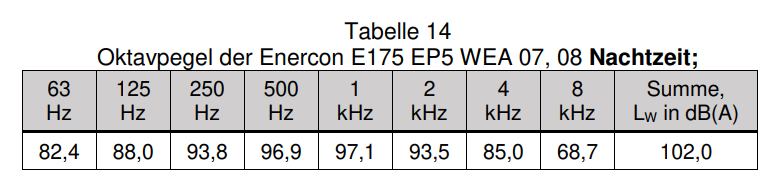 Tabelle 14
Oktavpegel der Enercon E175 EP5 WEA 07, 08 Nachtzeit;
63 Hz 125 Hz 250 Hz 500 Hz 1 kHz 2 kHz 4 kHz 8 kHz Summe, LW in dB(A)
82,4 88,0 93,8 96,9 97,1 93,5 85,0 68,7 102,0